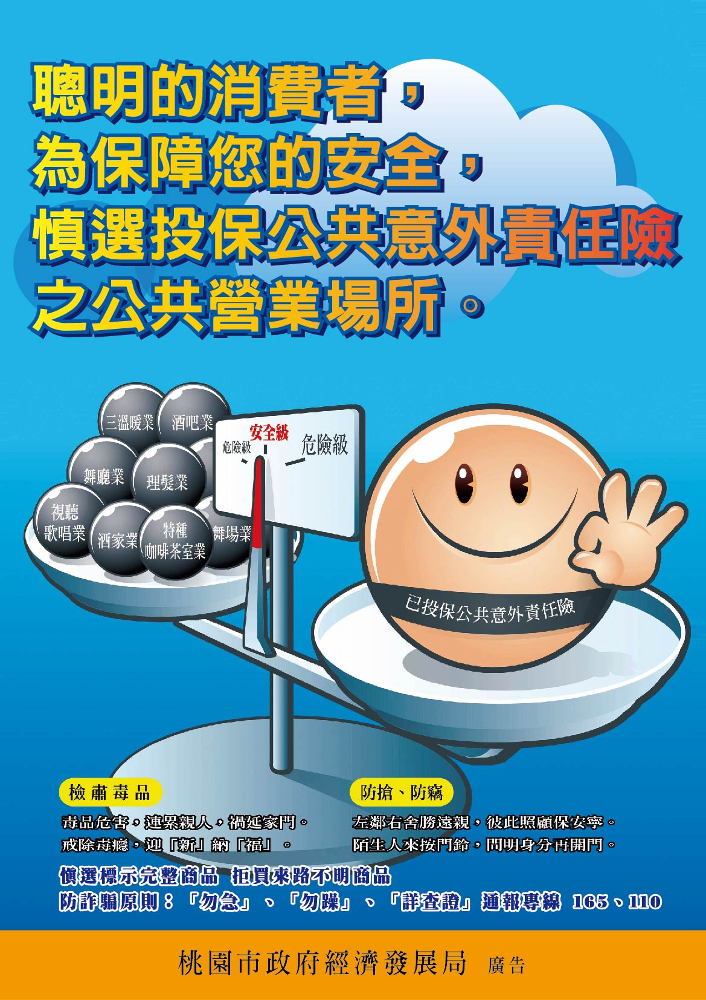 聰明的消費者，
為保障您的安全，
慎選投保公共意外責任險
之公共營業場所。
三溫暖業
酒吧業
舞廳業
理髮業
視聽
歌唱業
酒家業
特種
咖啡茶室業
舞場業
危險級
安全級
危險級
已投保公共意外責任險
檢肅毒品
毒品危害，連累親人，禍延家門。
戒除毒癮，迎「新」納「福」。
防搶、防竊
左鄰右舍勝遠親，彼此照顧保安寧。
陌生人來按門鈴，問明身分再開門。
慎選標示完整商品 拒買來路不明商品
防詐騙原則：「勿急」、「勿躁」、「詳查證」通報專線 165、110
桃園市政府經濟發展局 廣告